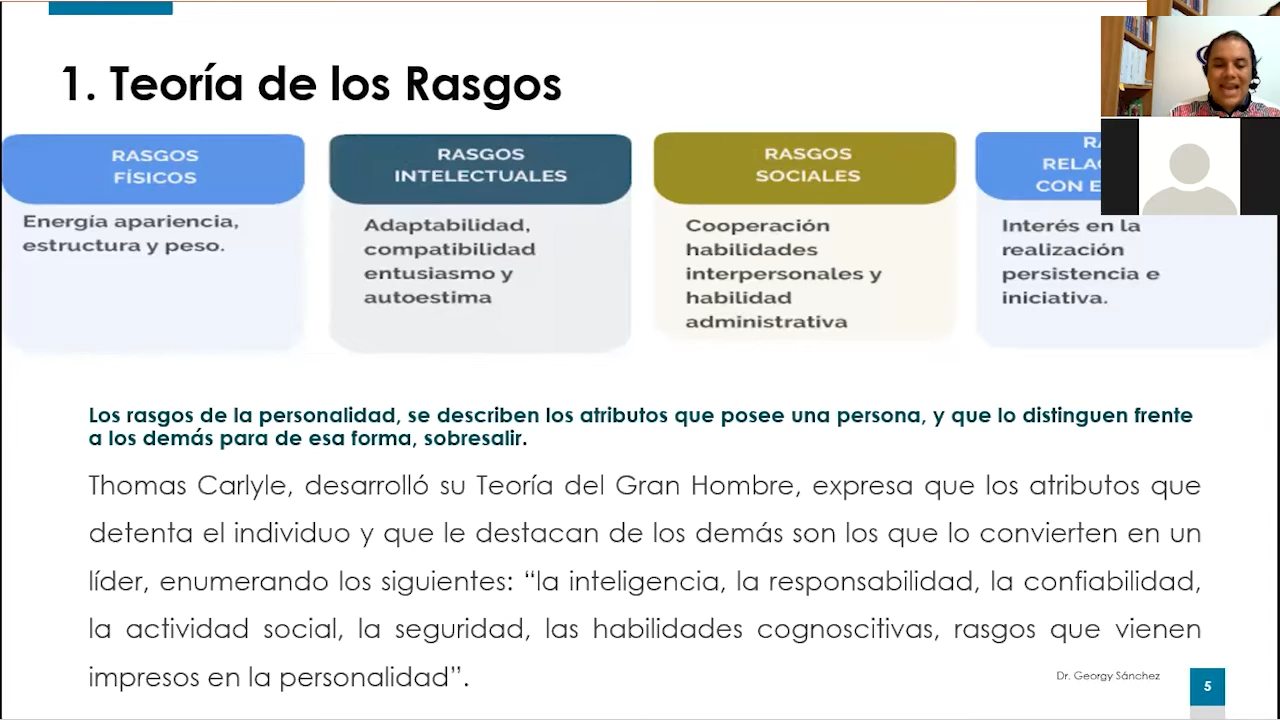 1. Teoría de los Rasgos
RASGOS
FÍSICOS
Energía apariencia,
estructura y peso.
RASGOS
INTELECTUALES
Adaptabilidad,
compatibilidad
entusiasmo y
autoestima
RASGOS
SOCIALES
Cooperación
habilidades
interpersonales y
habilidad
administrativa
CON
Interés en la
realización
persistencia e
iniciativa.
Los rasgos de la personalidad, se describen los atributos que posee una persona, y que lo distinguen frente
a los demás para de esa forma, sobresalir.
Thomas Carlyle, desarrolló su Teoría del Gran Hombre, expresa que los atributos que
detenta el individuo y que le destacan de los demás son los que lo convierten en un
líder, enumerando los siguientes: “la inteligencia, la responsabilidad, la confiabilidad,
la actividad social, la seguridad, las habilidades cognoscitivas, rasgos que vienen
impresos en la personalidad”.
Dr. Georgy Sánchez
5